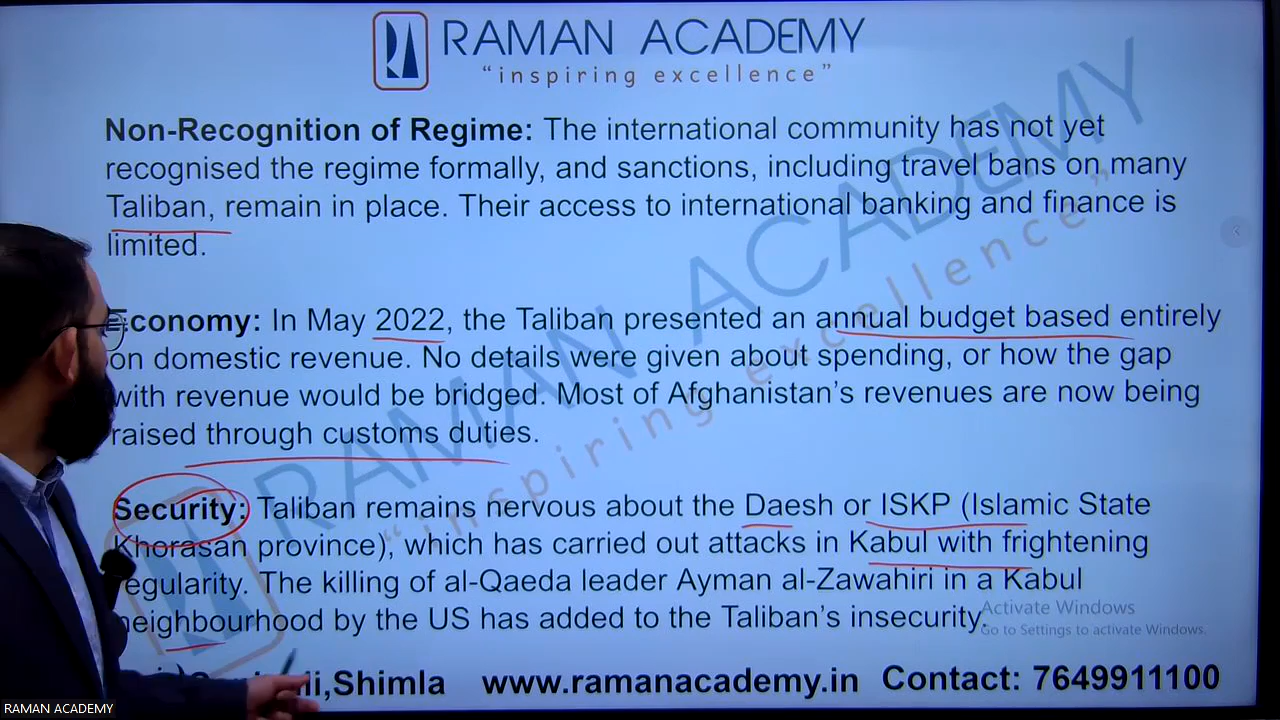 RAMAN ACADEMY
"inspiring excellence"
Non-Recognition of Regime: The international community has not yet
recognised the regime formally, and sanctions, including travel bans on many
Taliban, remain in place. Their access to international banking and finance is
limited.
Economy: In May 2022, the Taliban presented an annual budget based entirely
on domestic revenue. No details were given about spending, or how the gap
with revenue would be bridged. Most of Afghanistan's revenues are now being
raised through customs duties.
Security: Taliban remains nervous about the Daesh or ISKP (Islamic State
Khorasan province), which has carried out attacks in Kabul with frightening
regularity. The killing of al-Qaeda leader Ayman al-Zawahiri in a Kabul
neighbourhood by the US has added to the Taliban's insecurity.
Activate Windows
Go to Settings to activate Windows.
Shimla www.ramanacademy.in Contact: 7649911100
RAMAN ACADEMY
"inspiring excellence"
RAMAN ACADEMY